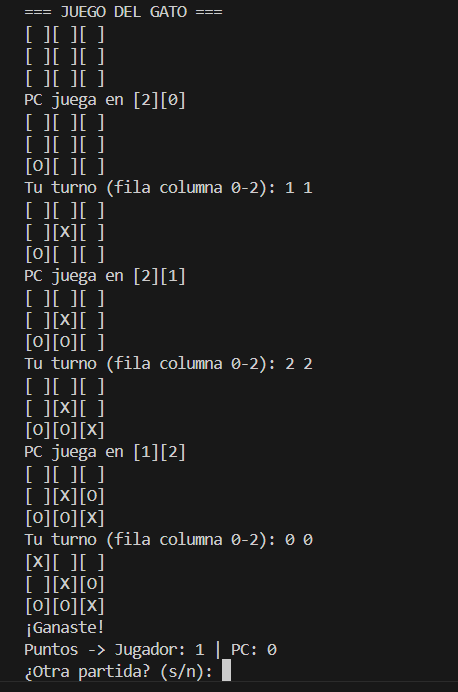 === JUEGO DEL GATO ===
[ ][ ][ ]
[ ][ ][ ]
[ ][ ][ ]
PC juega en [2][0]
[ ][ ][ ]
[ ][ ][ ]
[O][ ][ ]
Tu turno (fila columna 0-2): 1 1
[ ][ ][ ]
[ ][X][ ]
[O][ ][ ]
PC juega en [2][1]
[ ][ ][ ]
[ ][X][ ]
[O][O][ ]
Tu turno (fila columna 0-2): 2 2
[ ][ ][ ]
[ ][X][ ]
[O][O][X]
PC juega en [1][2]
[ ][ ][ ]
[ ][X][O]
[O][O][X]
Tu turno (fila columna 0-2): 0 0
[X][ ][ ]
[ ][X][O]
[O][O][X]
¡Ganaste!
Puntos -> Jugador: 1 | PC: 0
¿Otra partida? (s/n):